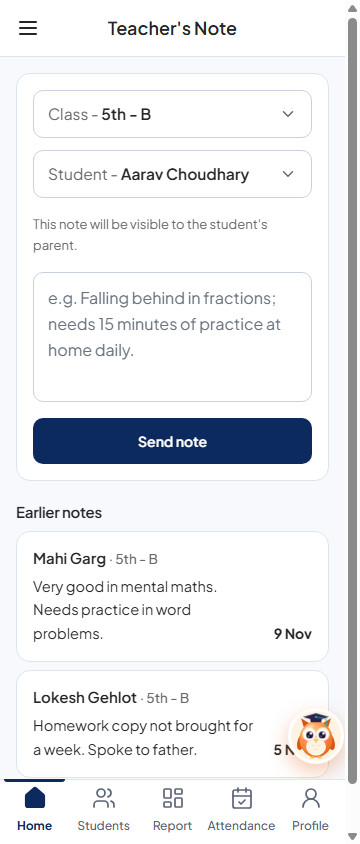 Teacher's Note
Class - 5th - B
Student - Aarav Choudhary
This note will be visible to the student's
parent.
e.g. Falling behind in fractions;
needs 15 minutes of practice at
home daily.
Send note
Earlier notes
Mahi Garg · 5th - B
Very good in mental maths.
Needs practice in word
problems.
9 Nov
Lokesh Gehlot · 5th - B
Homework copy not brought for
a week. Spoke to father.
5
Home Students Report Attendance Profile